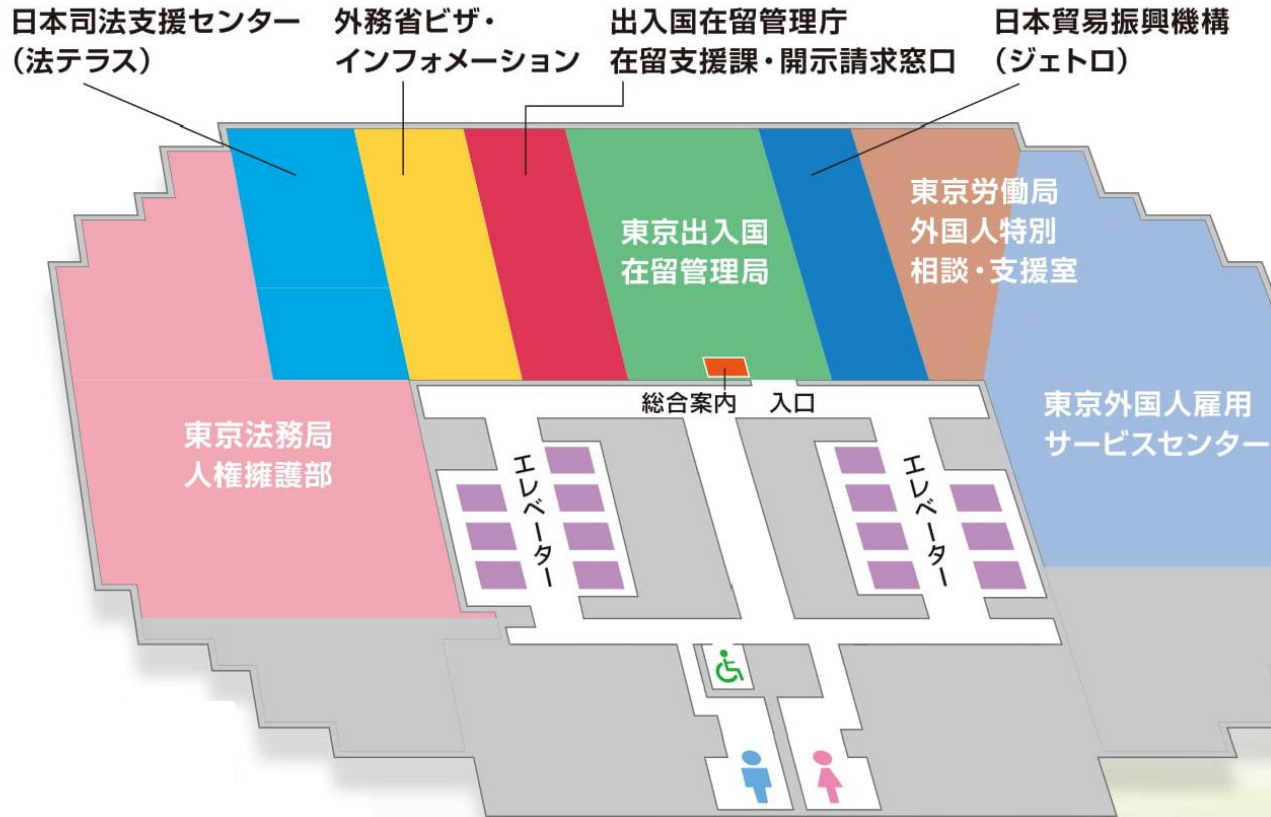 日本司法支援センター
(法テラス)
外務省ビザ・
インフォメーション
出入国在留管理庁
在留支援課・開示請求窓口
日本貿易振興機構
(ジェトロ)
東京出入国
在留管理局
東京労働局
外国人特別
相談・支援室
東京法務局
人権擁護部
東京外国人雇用
サービスセンター
総合案内
入口
エレベーター
エレベーター